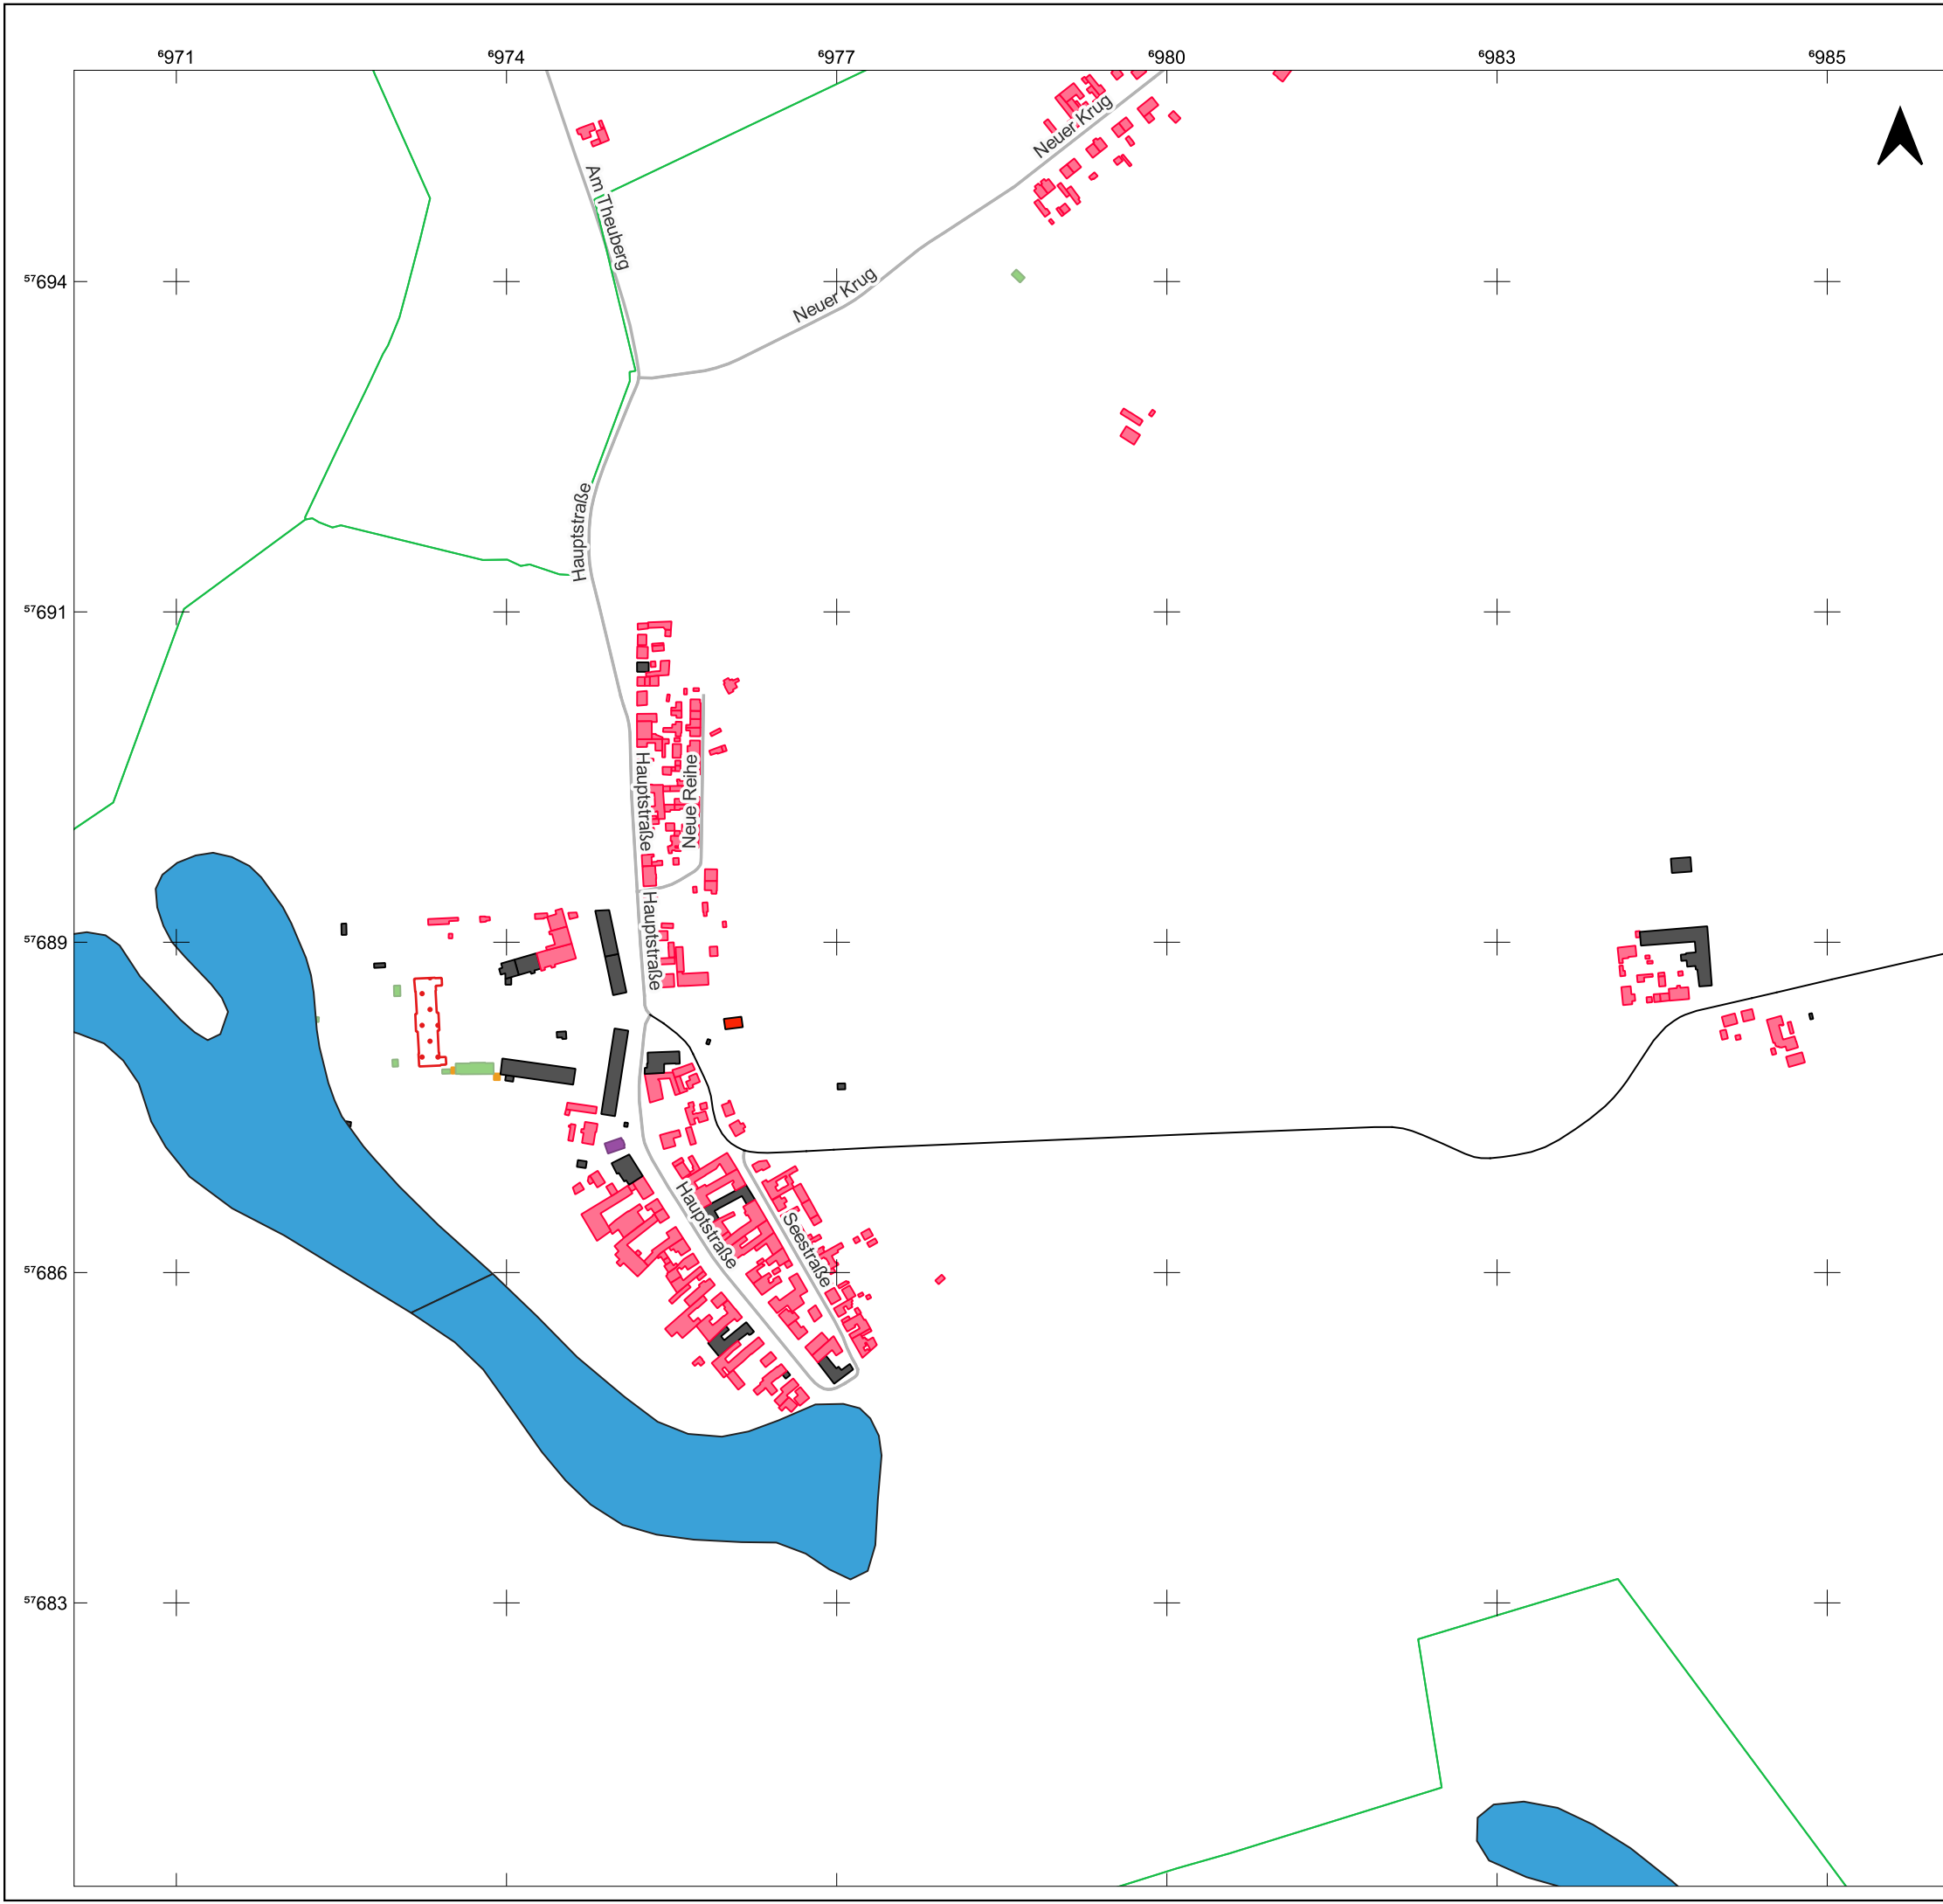 ⁶971
⁶974
⁶977
⁶980
⁶983
⁶985
Neuer Krug
Am Theuberg
⁵⁷694
Neuer Krug
Hauptstraße
⁵⁷691
Hauptstraße
Neue Reihe
Hauptstraße
⁵⁷689
Hauptstraße
Seestraße
⁵⁷686
⁵⁷683